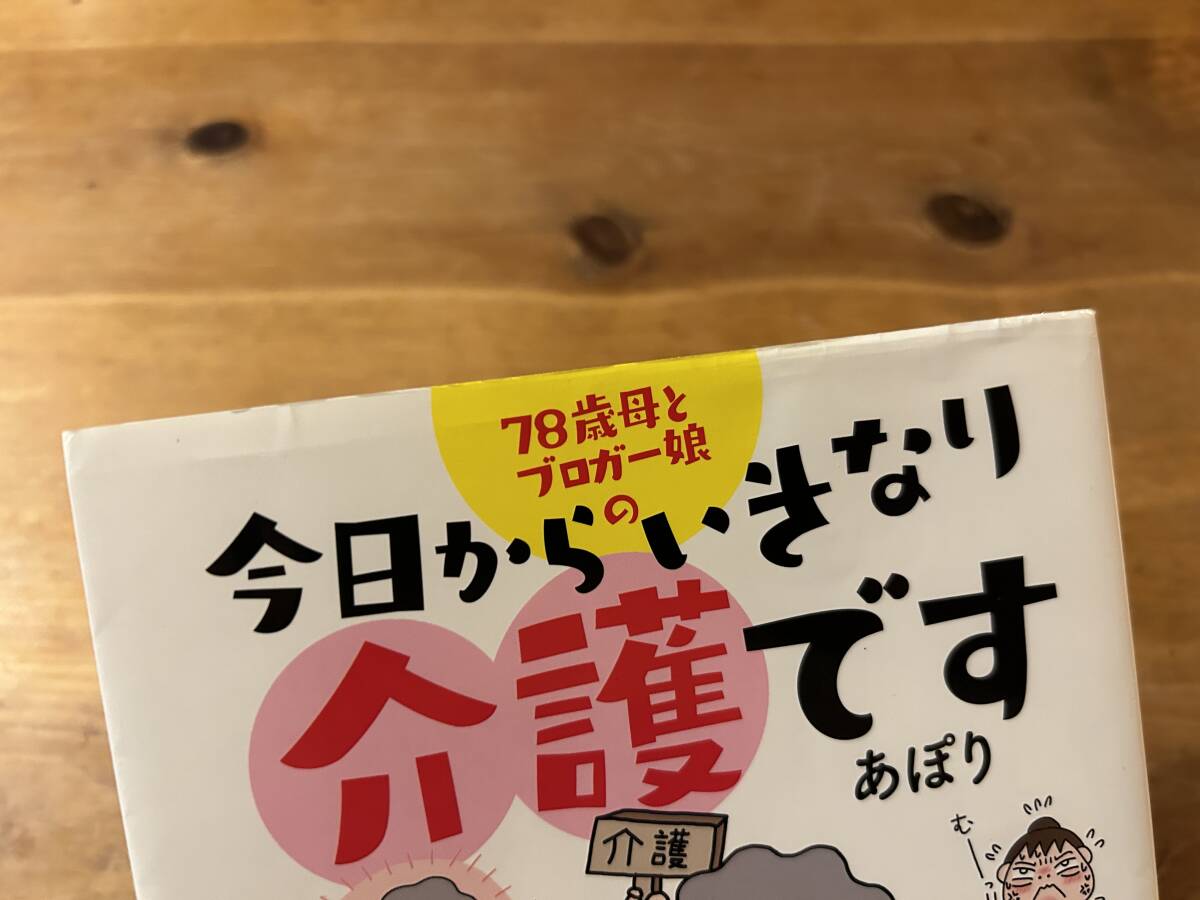 78歳母と
ブロガー娘
の
今日からいきなり
介護です
あぽり
介護
むー